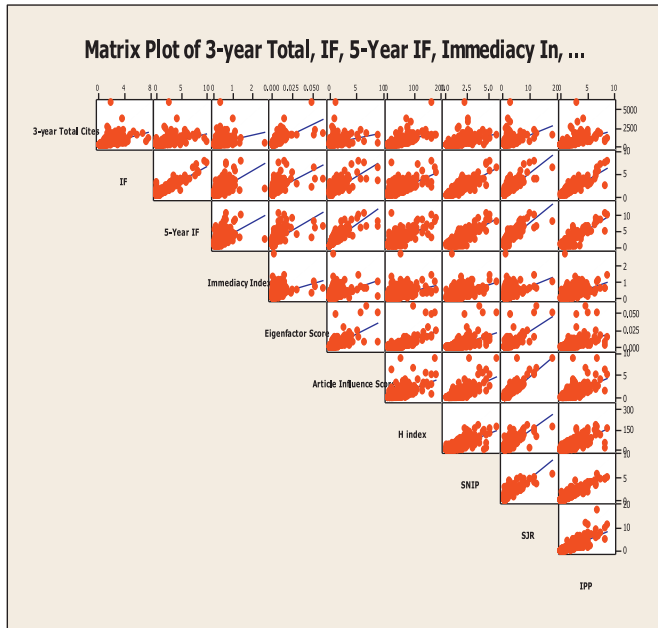 Matrix Plot of 3-year Total, IF, 5-Year IF, Immediacy In, ...
0 4 8 0 5 10 0 1 2 0.000 0.025 0.050 0 5 10 0 100 200 0.0 2.5 5.0 0 10 20 0 5 10
3-year Total Cites
5000
2500
0
IF
10
5
0
5-Year IF
10
5
0
Immediacy Index
2
1
0
Eigenfactor Score
0.050
0.025
0.000
Article Influence Score
10
5
0
H index
300
150
0
SNIP
10
5
0
SJR
20
10
0
IPP